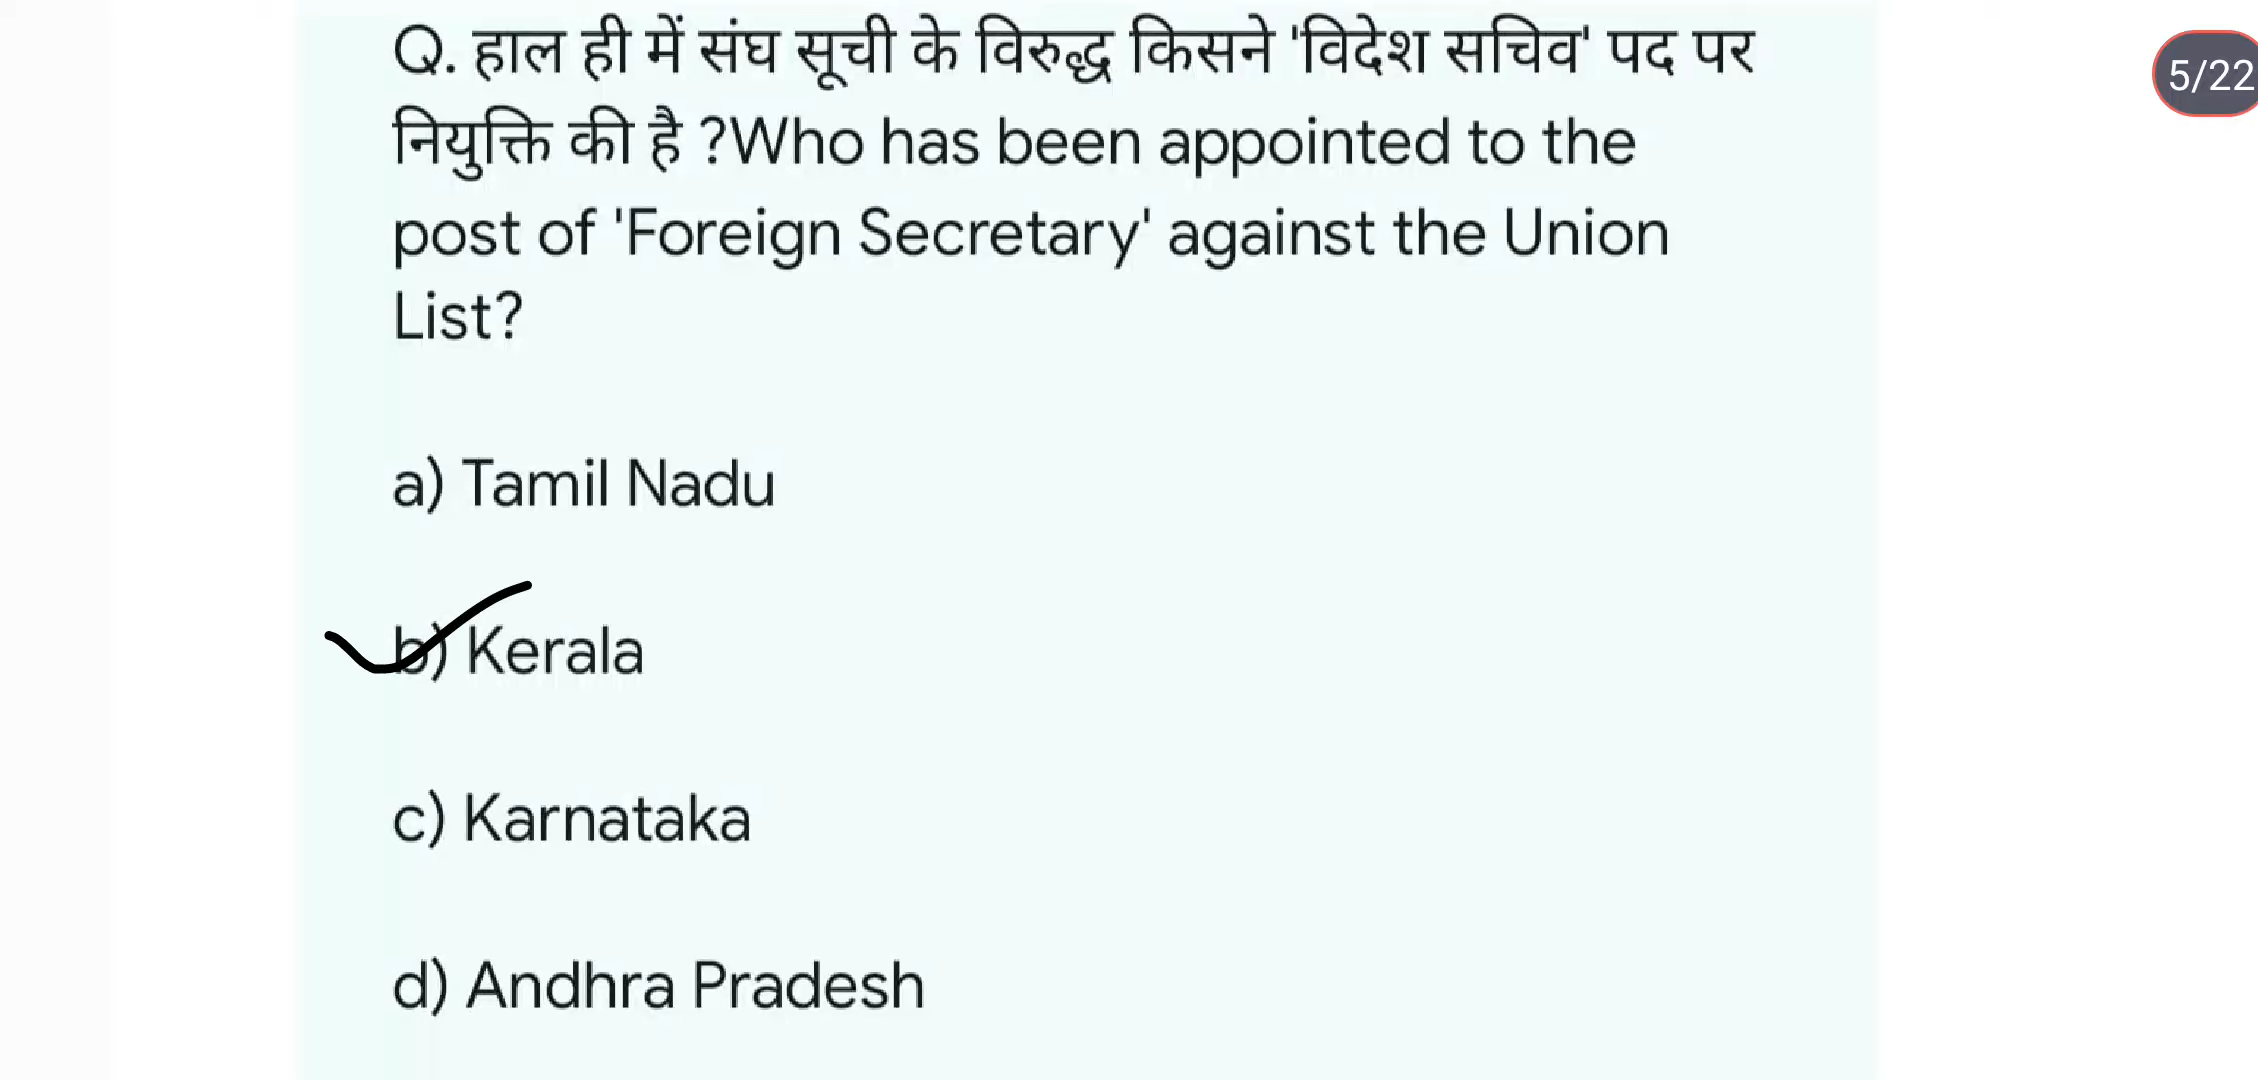 Q. हाल ही में संघ सूची के विरुद्ध किसने 'विदेश सचिव' पद पर
नियुक्ति की है ?Who has been appointed to the
post of 'Foreign Secretary' against the Union
List?
a) Tamil Nadu
b) Kerala
c) Karnataka
d) Andhra Pradesh
5/22